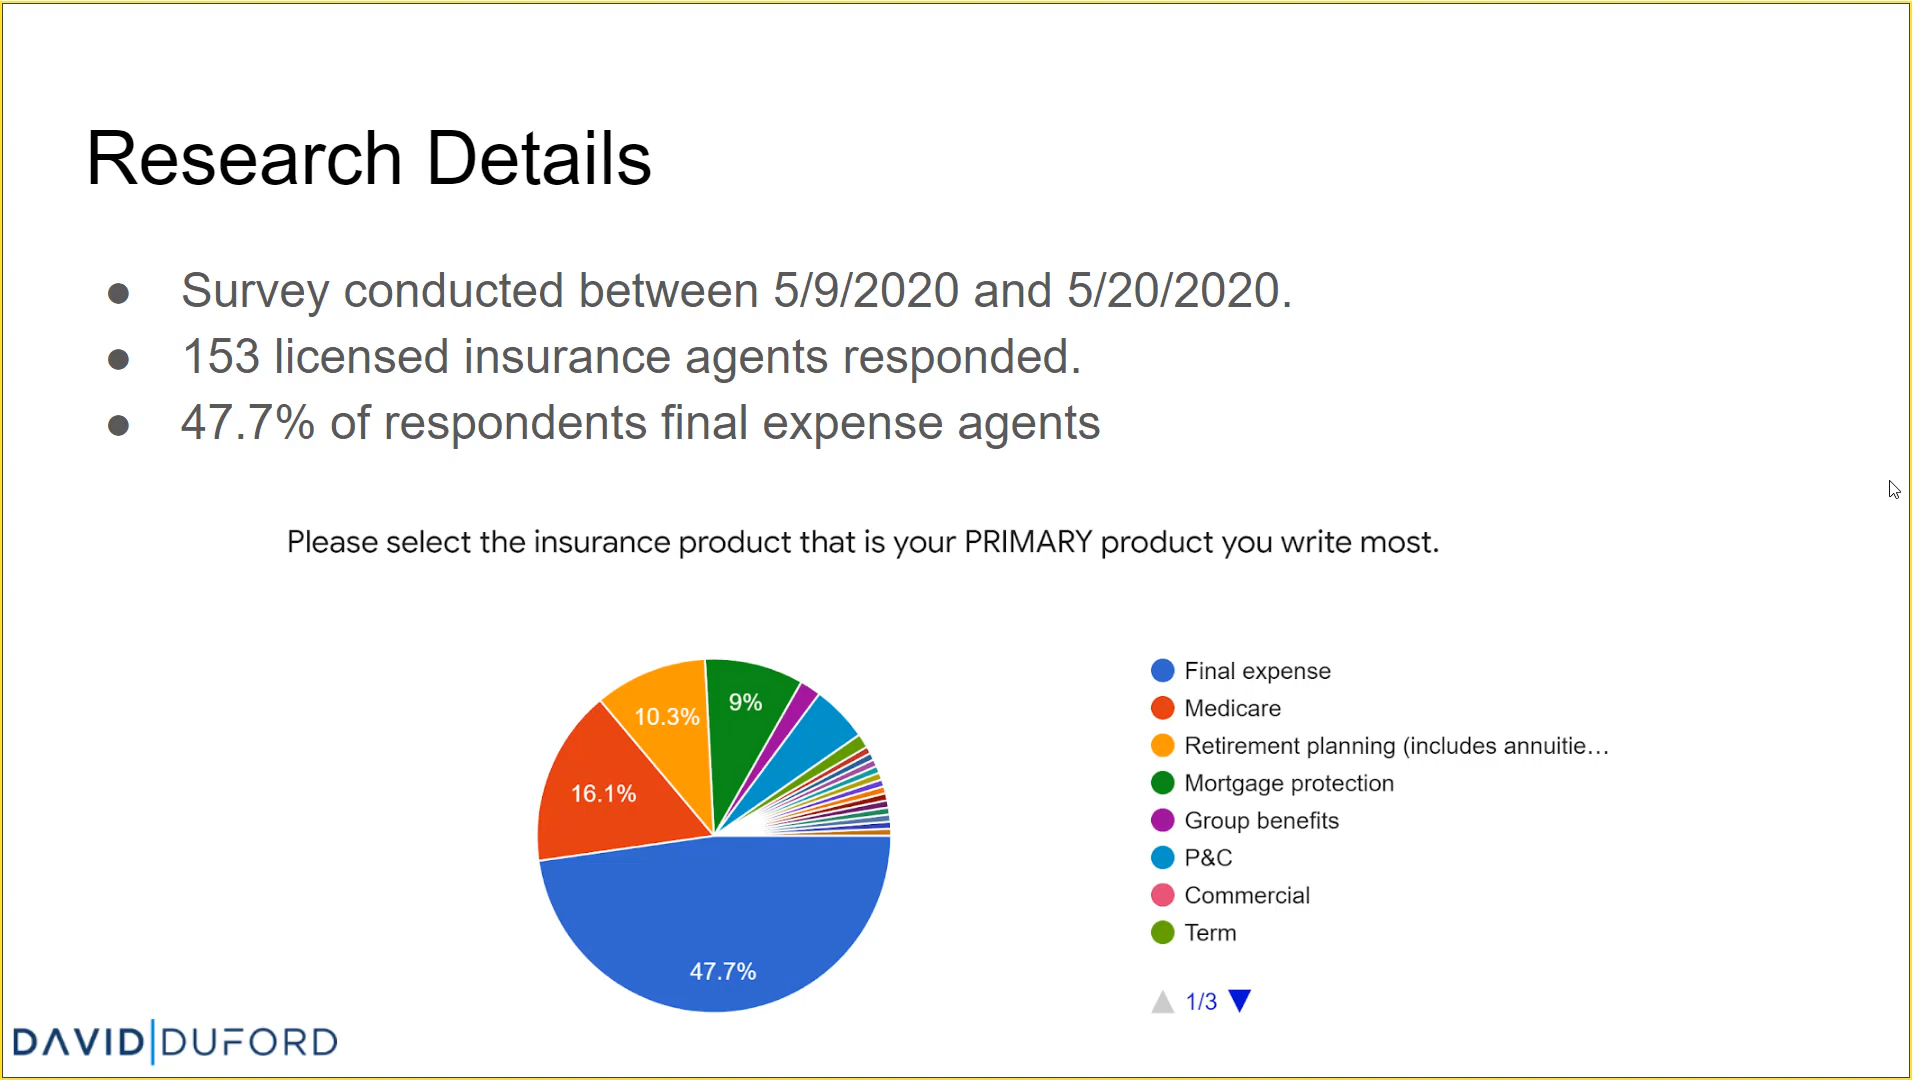 Research Details
● Survey conducted between 5/9/2020 and 5/20/2020.
● 153 licensed insurance agents responded.
● 47.7% of respondents final expense agents
Please select the insurance product that is your PRIMARY product you write most.
9%
10.3%
16.1%
47.7%
Final expense
Medicare
Retirement planning (includes annuitie...
Mortgage protection
Group benefits
P&C
Commercial
Term
1/3
DAVID|DUFORD